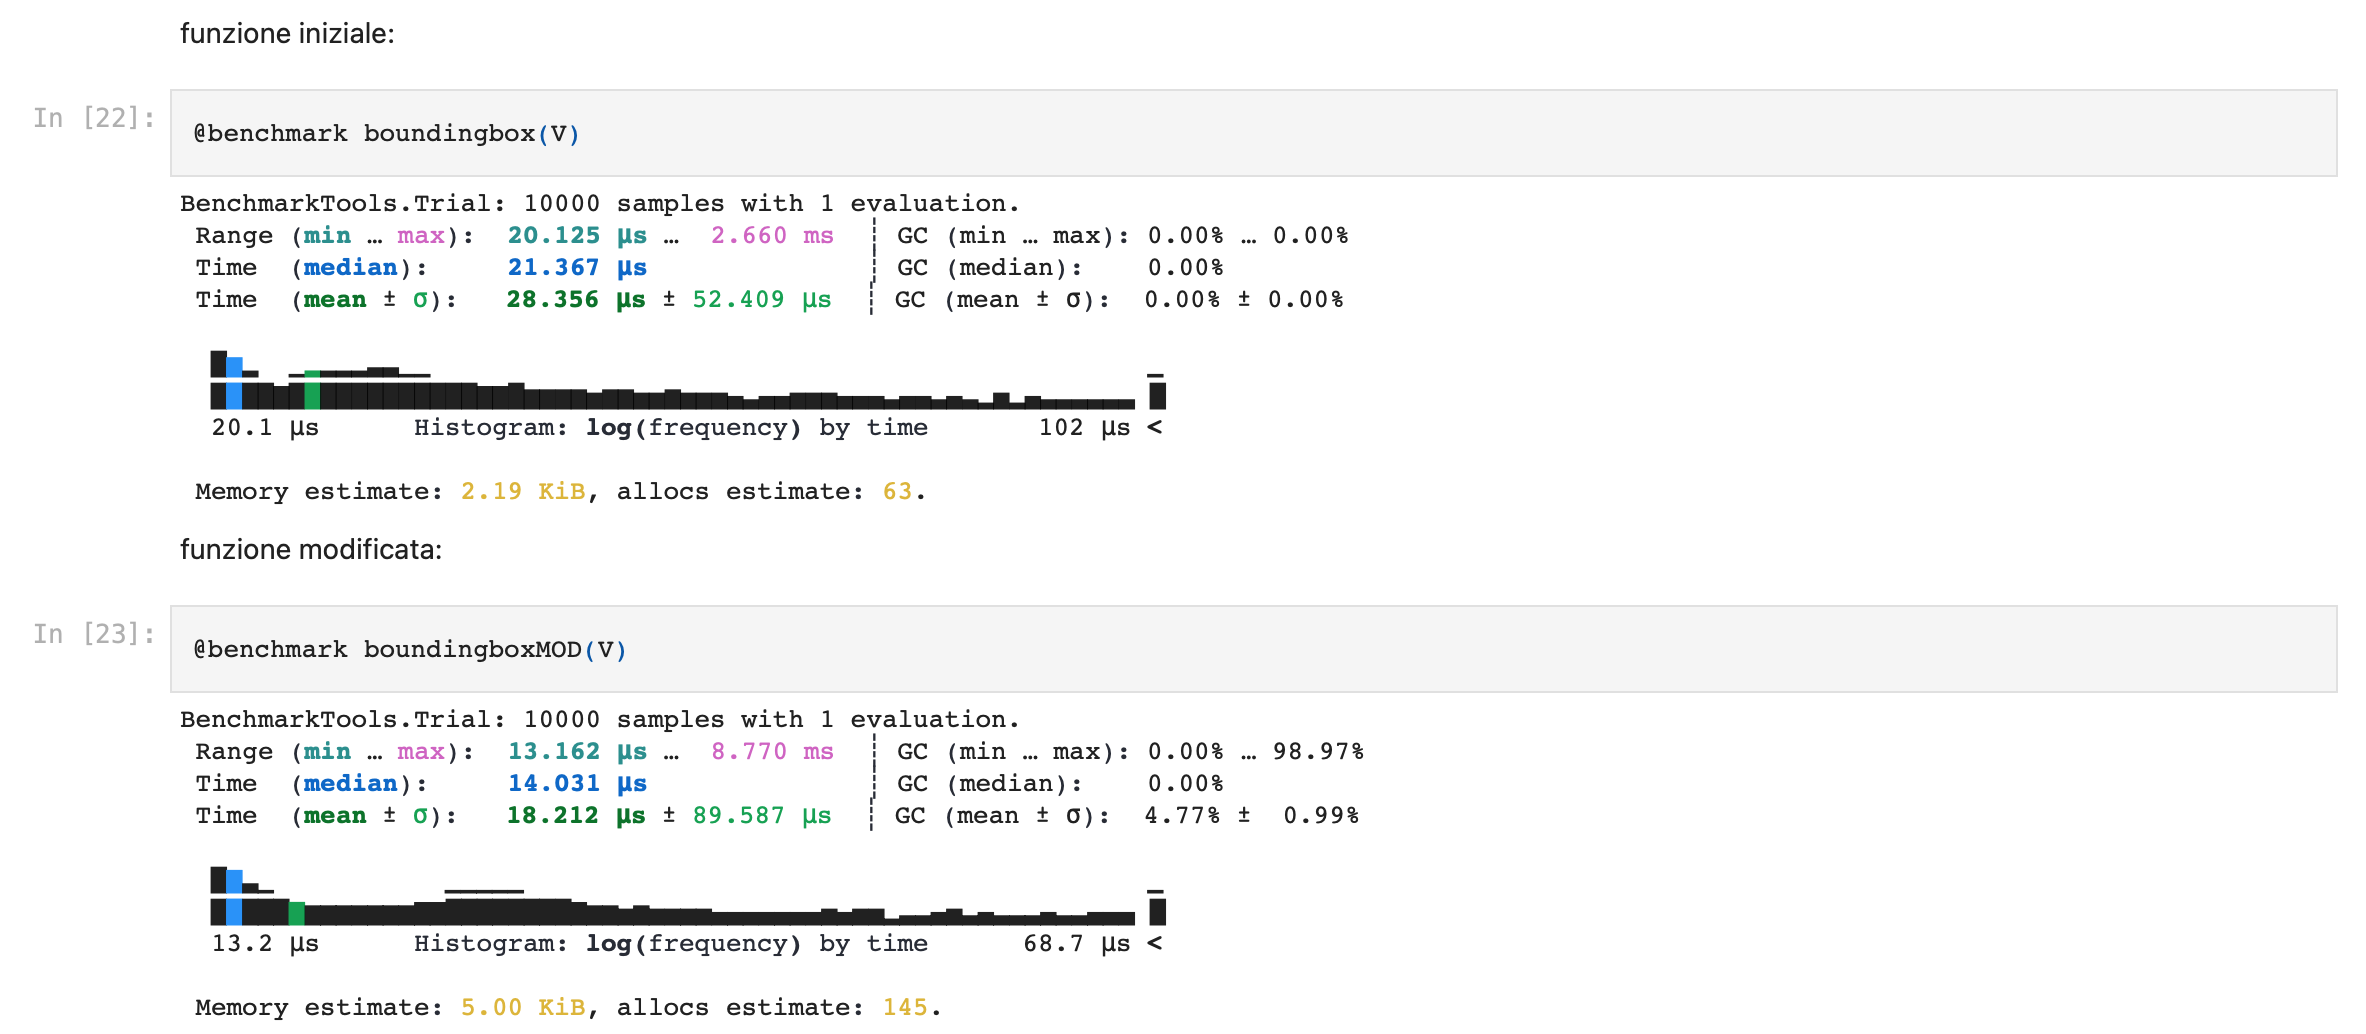 funzione iniziale:
In [22]:
@benchmark boundingbox(V)
BenchmarkTools.Trial: 10000 samples with 1 evaluation.
Range (min … max): 20.125 μs … 2.660 ms ┊ GC (min … max): 0.00% … 0.00%
Time (median): 21.367 μs ┊ GC (median): 0.00%
Time (mean ± σ): 28.356 μs ± 52.409 μs ┊ GC (mean ± σ): 0.00% ± 0.00%
20.1 μs Histogram: log(frequency) by time 102 μs <
Memory estimate: 2.19 KiB, allocs estimate: 63.
funzione modificata:
In [23]:
@benchmark boundingboxMOD(V)
BenchmarkTools.Trial: 10000 samples with 1 evaluation.
Range (min … max): 13.162 μs … 8.770 ms ┊ GC (min … max): 0.00% … 98.97%
Time (median): 14.031 μs ┊ GC (median): 0.00%
Time (mean ± σ): 18.212 μs ± 89.587 μs ┊ GC (mean ± σ): 4.77% ± 0.99%
13.2 μs Histogram: log(frequency) by time 68.7 μs <
Memory estimate: 5.00 KiB, allocs estimate: 145.